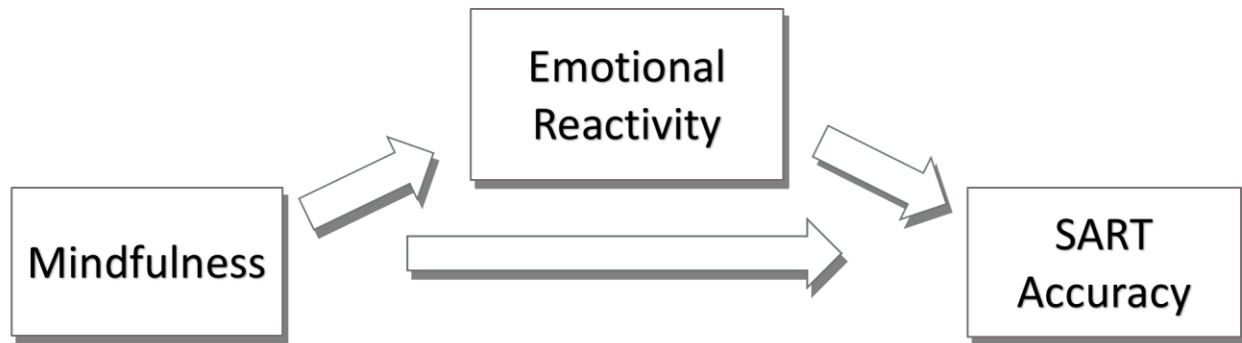 Emotional
Reactivity
Mindfulness
SART
Accuracy